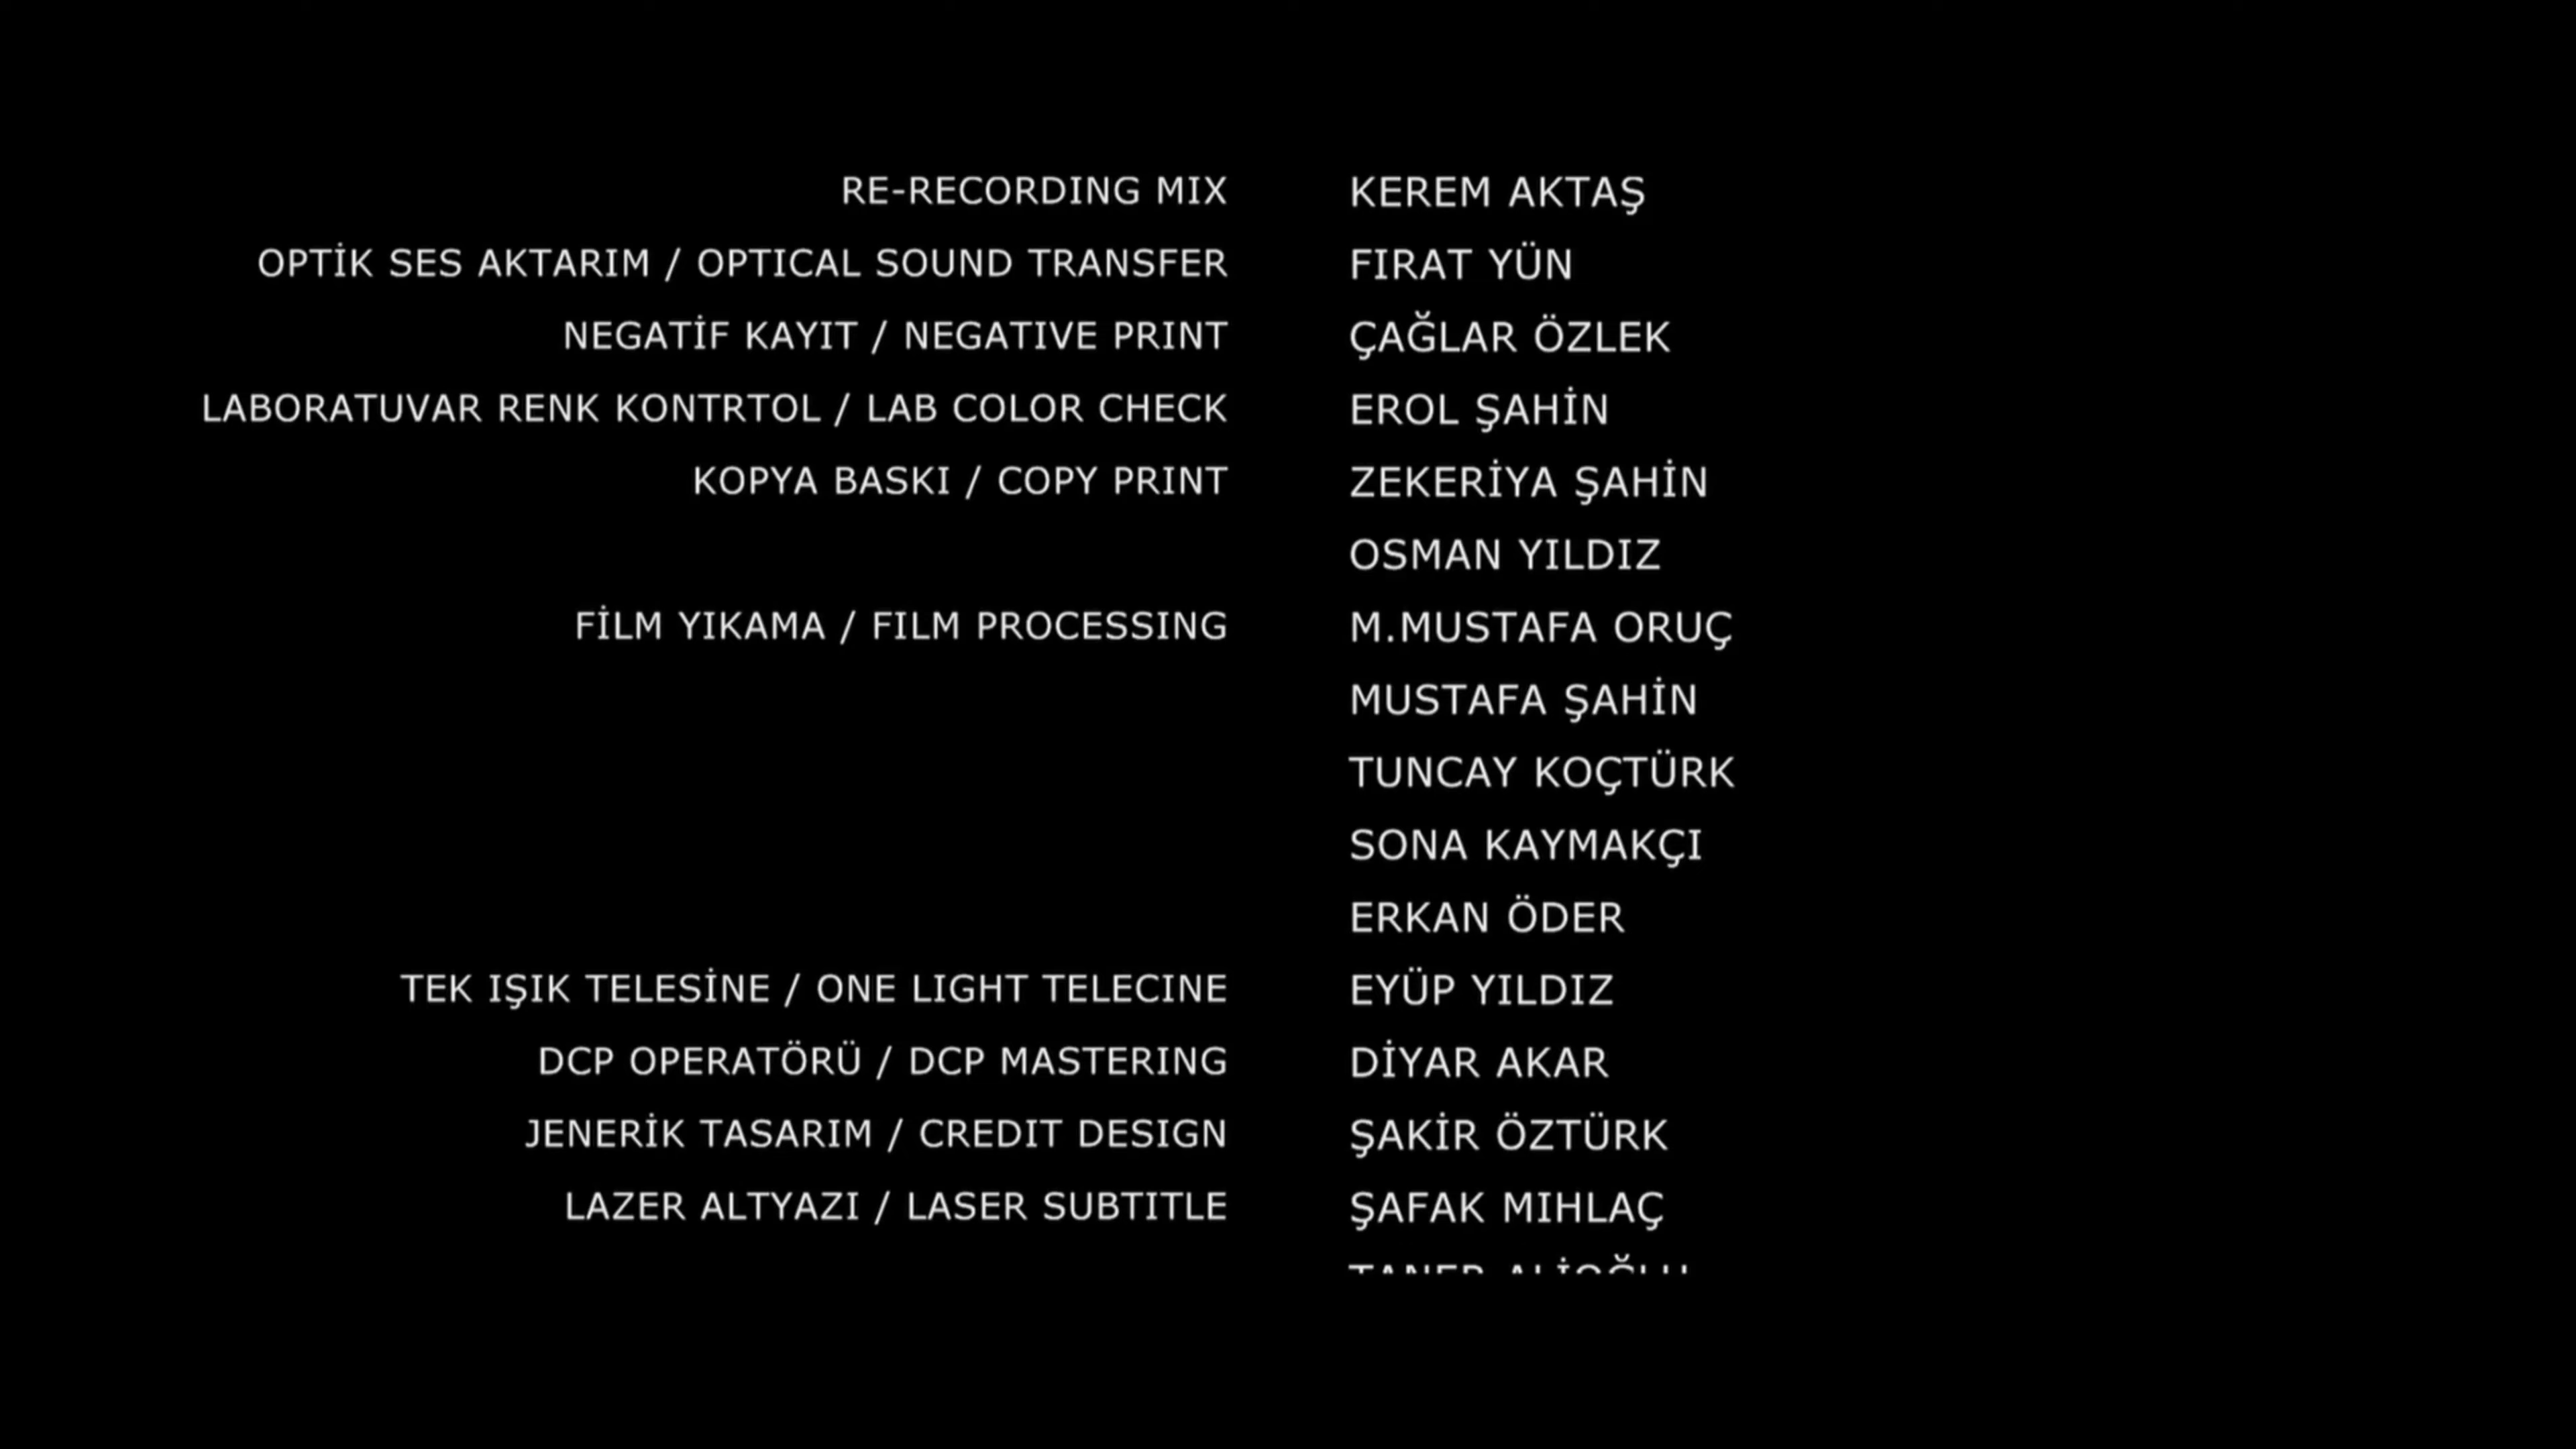 RE-RECORDING MIX KEREM AKTAŞ
OPTİK SES AKTARIM / OPTICAL SOUND TRANSFER FIRAT YÜN
NEGATİF KAYIT / NEGATIVE PRINT ÇAĞLAR ÖZLEK
LABORATUVAR RENK KONTRTOL / LAB COLOR CHECK EROL ŞAHİN
KOPYA BASKI / COPY PRINT ZEKERİYA ŞAHİN
OSMAN YILDIZ
FİLM YIKAMA / FILM PROCESSING M.MUSTAFA ORUÇ
MUSTAFA ŞAHİN
TUNCAY KOÇTÜRK
SONA KAYMAKÇI
ERKAN ÖDER
TEK IŞIK TELESİNE / ONE LIGHT TELECINE EYÜP YILDIZ
DCP OPERATÖRÜ / DCP MASTERING DİYAR AKAR
JENERİK TASARIM / CREDIT DESIGN ŞAKİR ÖZTÜRK
LAZER ALTYAZI / LASER SUBTITLE ŞAFAK MIHLAÇ